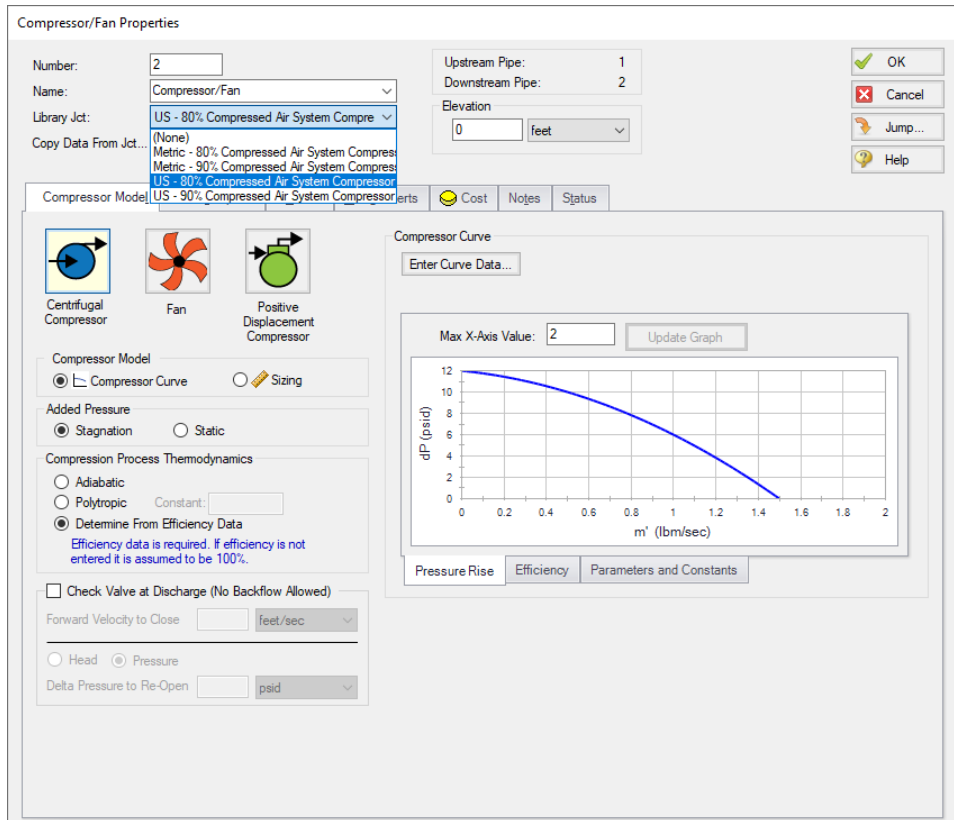 Compressor/Fan Properties
Number: 2
Name: Compressor/Fan
Library Jct: US - 80% Compressed Air System Compre
(None)
Metric - 80% Compressed Air System Compress
Metric - 90% Compressed Air System Compress
US - 80% Compressed Air System Compressor
US - 90% Compressed Air System Compressor
Copy Data From Jct...
Upstream Pipe: 1
Downstream Pipe: 2
Elevation
0 feet
OK
Cancel
Jump...
Help
Compressor Model erts Cost Notes Status
Centrifugal
Compressor
Fan
Positive
Displacement
Compressor
Compressor Model
Compressor Curve Sizing
Added Pressure
Stagnation Static
Compression Process Thermodynamics
Adiabatic
Polytropic Constant:
Determine From Efficiency Data
Efficiency data is required. If efficiency is not
entered it is assumed to be 100%.
Check Valve at Discharge (No Backflow Allowed)
Forward Velocity to Close feet/sec
Head Pressure
Delta Pressure to Re-Open psid
Compressor Curve
Enter Curve Data...
Max X-Axis Value: 2 Update Graph
12
10
8
6
4
2
0
dP (psid)
0 0.2 0.4 0.6 0.8 1 1.2 1.4 1.6 1.8 2
m' (lbm/sec)
Pressure Rise Efficiency Parameters and Constants